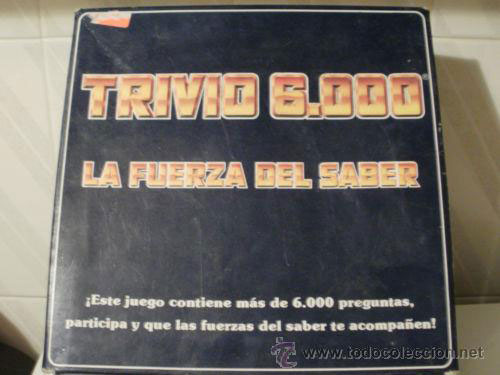 TRIVIO 6.000®
LA FUERZA DEL SABER
¡Este juego contiene más de 6.000 preguntas,
participa y que las fuerzas del saber te acompañen!
www.todocoleccion.net